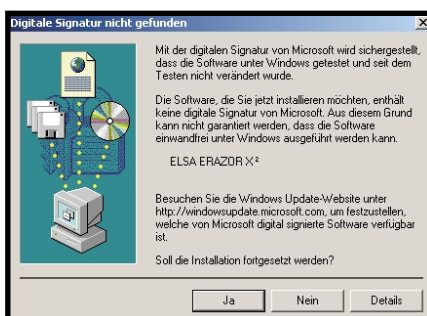 Digitale Signatur nicht gefunden
Mit der digitalen Signatur von Microsoft wird sichergestellt,
dass die Software unter Windows getestet und seit dem
Testen nicht verändert wurde.
Die Software, die Sie jetzt installieren möchten, enthält
keine digitale Signatur von Microsoft. Aus diesem Grund
kann nicht garantiert werden, dass die Software
einwandfrei unter Windows ausgeführt werden kann.
ELSA ERAZOR X²
Besuchen Sie die Windows Update-Website unter
http://windowsupdate.microsoft.com, um festzustellen,
welche von Microsoft digital signierte Software verfügbar
ist.
Soll die Installation fortgesetzt werden?
Ja
Nein
Details